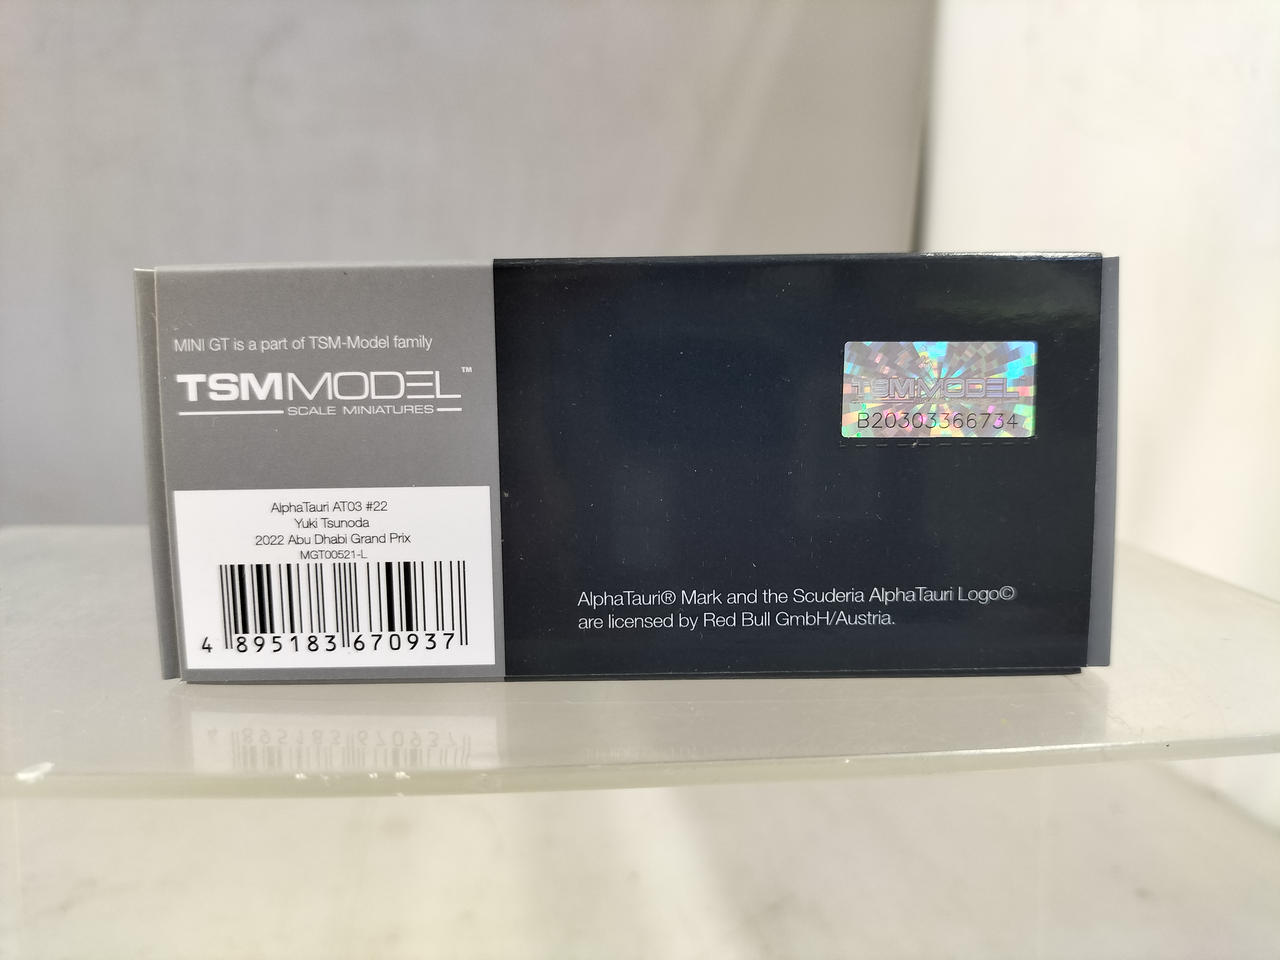 MINI GT is a part of TSM-Model family
TSMMODEL™
SCALE MINIATURES
AlphaTauri AT03 #22
Yuki Tsunoda
2022 Abu Dhabi Grand Prix
MGT00521-L
4 895183 670937
TSMMODEL
B20303366734
AlphaTauri® Mark and the Scuderia AlphaTauri Logo©
are licensed by Red Bull GmbH/Austria.